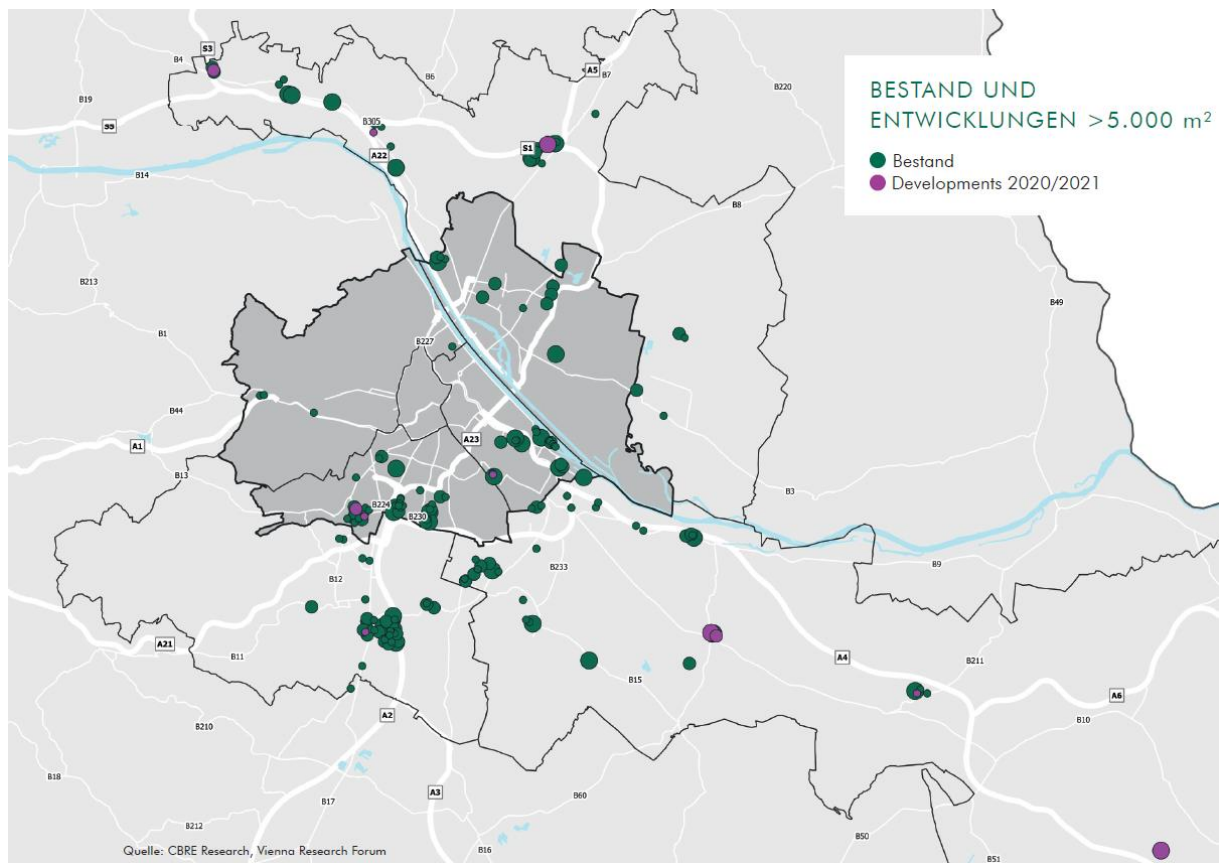 BESTAND UND
ENTWICKLUNGEN >5.000 m²
Bestand
Developments 2020/2021
S3
B4
B6
A5
B7
B220
B19
S5
B305
A22
S1
B14
B8
B213
B49
B1
B227
B44
A1
A23
B13
B224
B230
B3
B12
B233
B9
A21
B11
A4
B211
B15
A6
B10
A2
B210
B18
A3
B17
B60
B212
B16
B50
B51
Quelle: CBRE Research, Vienna Research Forum